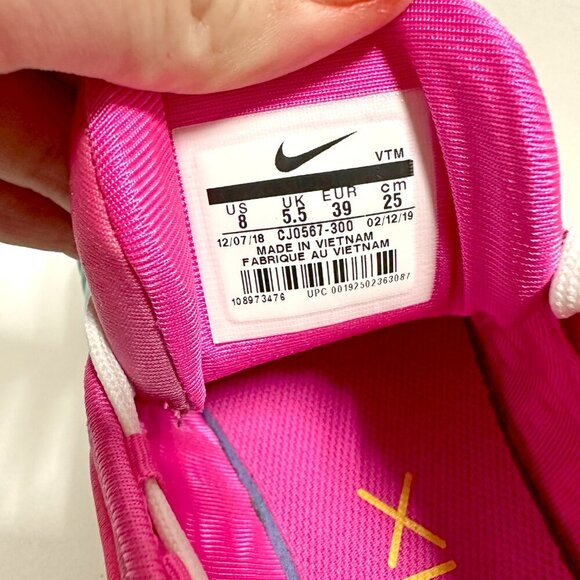 VTM
US UK EUR cm
8 5.5 39 25
12/07/18 CJ0567-300 02/12/19
MADE IN VIETNAM
FABRIQUE AU VIETNAM
108973476 UPC 00192502363087
X